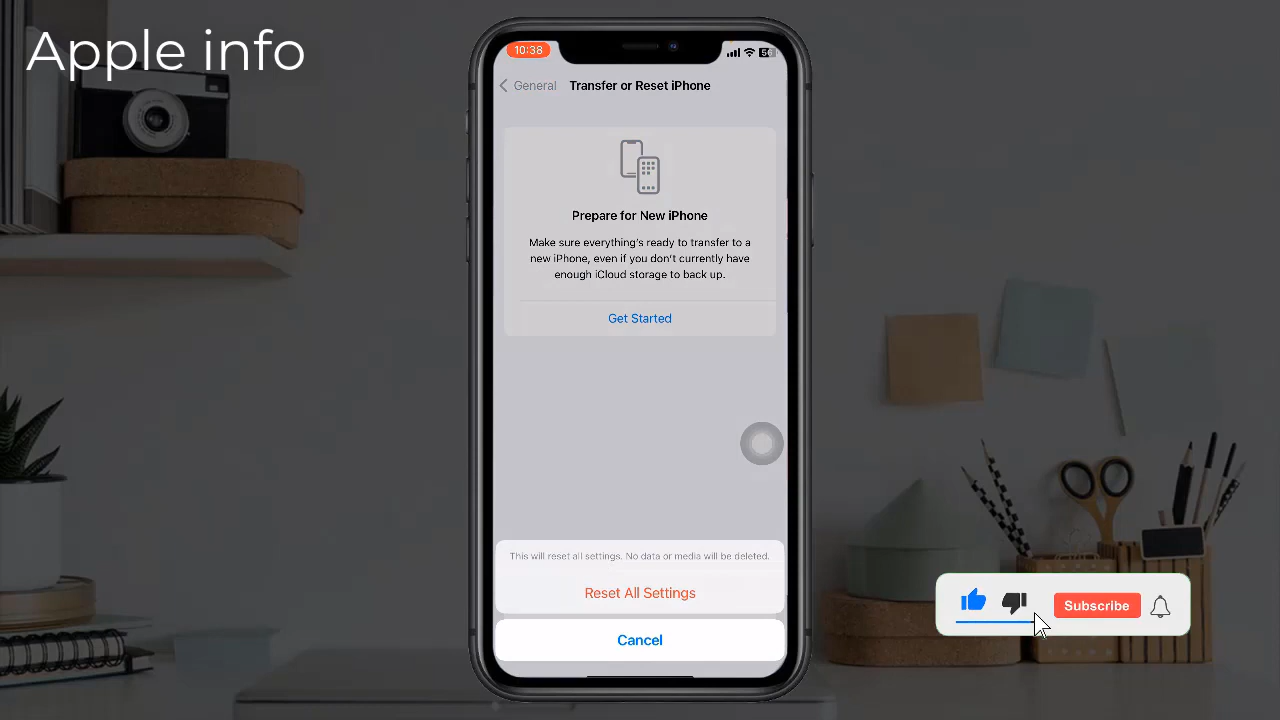 Apple info
10:38
General
Transfer or Reset iPhone
Prepare for New iPhone
Make sure everything's ready to transfer to a
new iPhone, even if you don't currently have
enough iCloud storage to back up.
Get Started
This will reset all settings. No data or media will be deleted.
Reset All Settings
Cancel
Subscribe